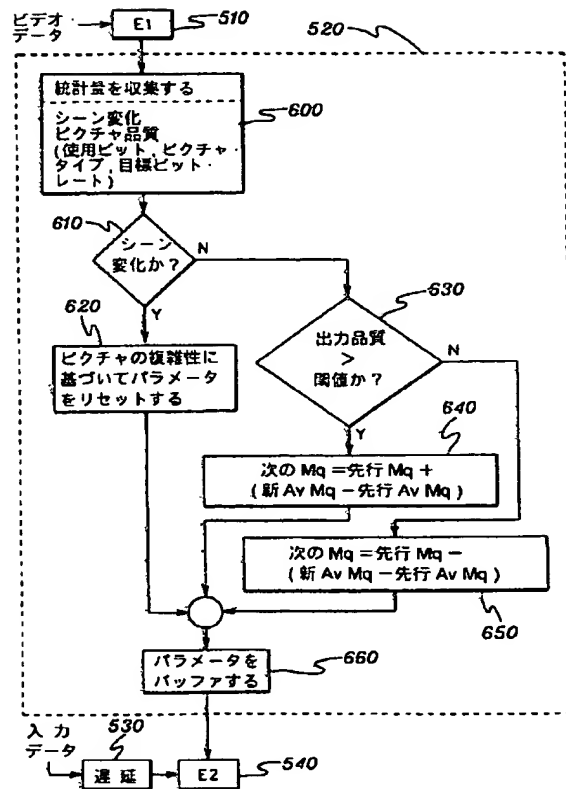 ビデオ・
データ
E1
510
520
統計量を収集する
シーン変化
ピクチャ品質
(使用ビット、ピクチャ・
タイプ、目標ビット・
レート)
600
610
シーン
変化か?
N
Y
620
ピクチャの複雑性に
基づいてパラメータ
をリセットする
630
出力品質
>
閾値か?
N
Y
640
次の Mq =先行 Mq +
(新 Av Mq -先行 Av Mq )
次の Mq =先行 Mq -
(新 Av Mq -先行 Av Mq )
650
パラメータを
バッファする
660
入力
データ
530
遅延
E2
540